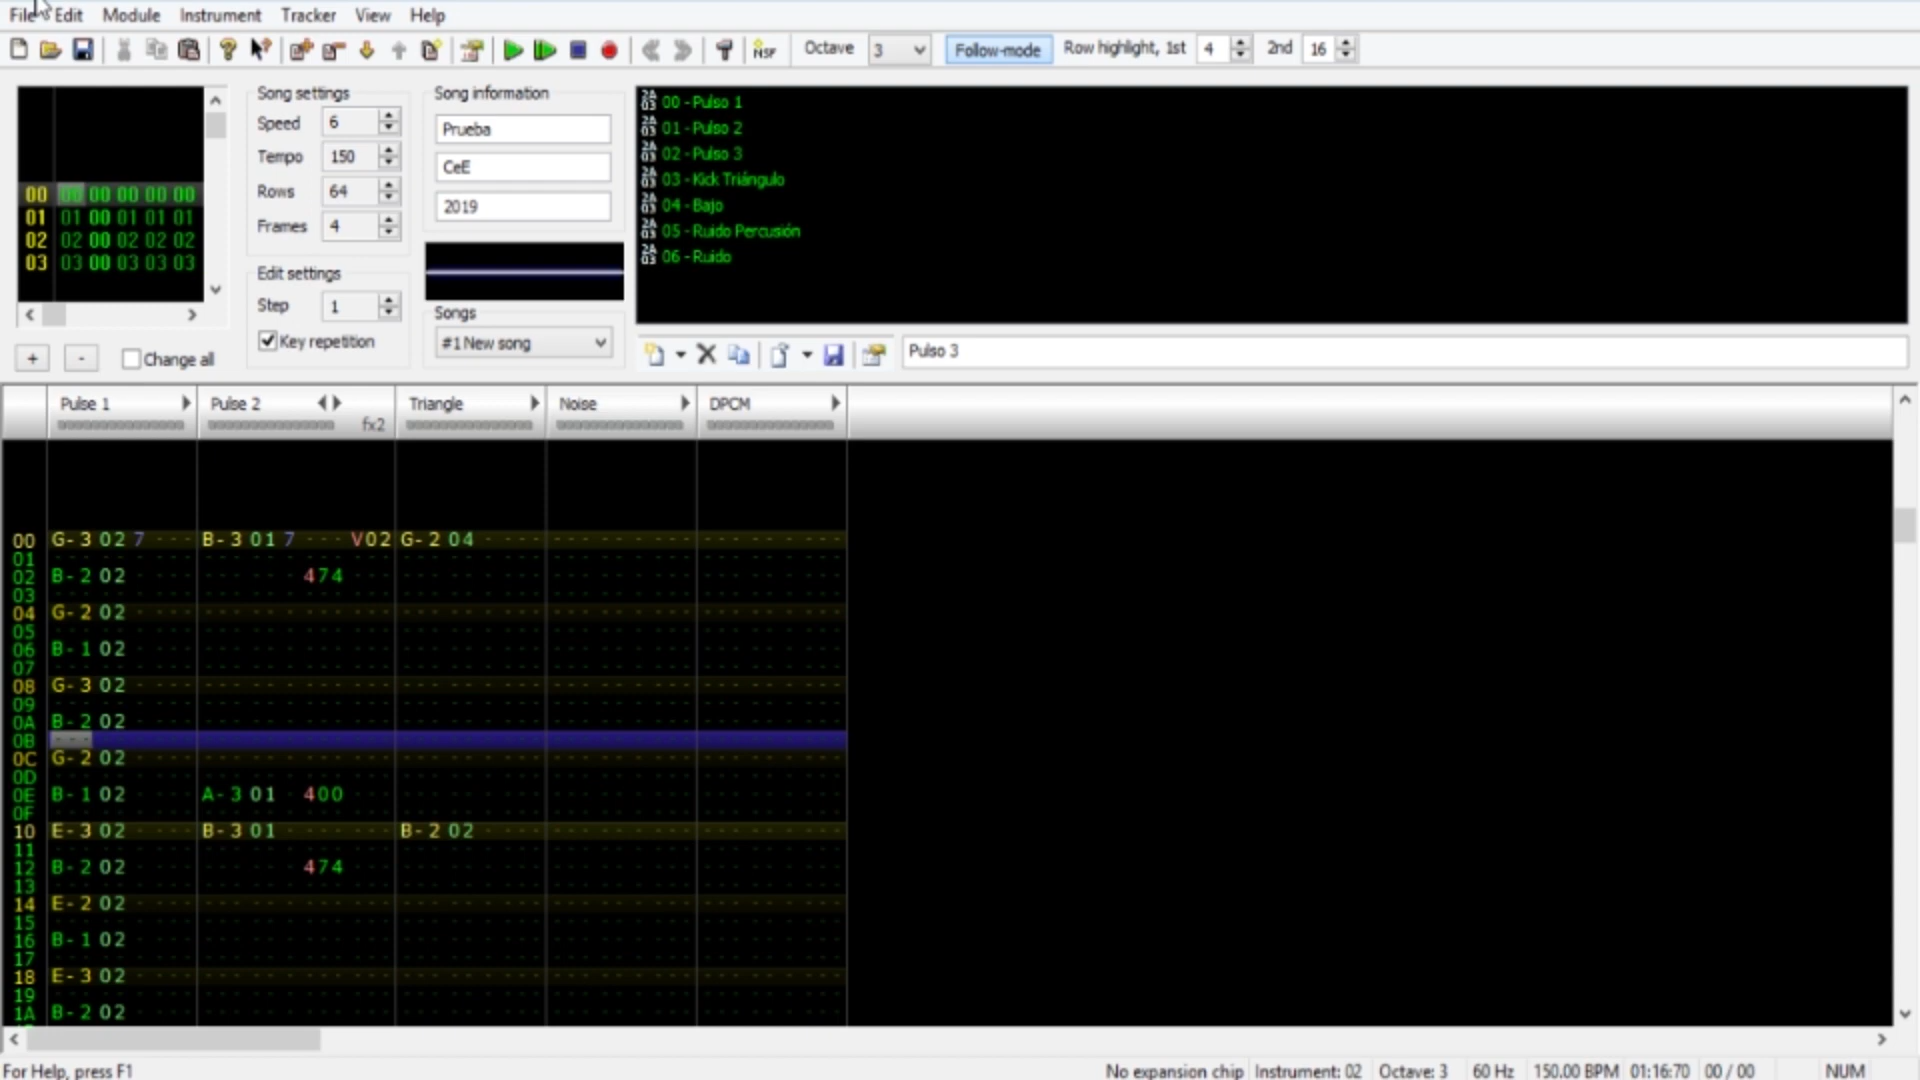 File Edit Module Instrument Tracker View Help
NSF Octave 3 Follow-mode Row highlight, 1st 4 2nd 16
00 00 00 00 00 00
01 01 00 01 01 01
02 02 00 02 02 02
03 03 00 03 03 03
+ - Change all
Song settings
Speed 6
Tempo 150
Rows 64
Frames 4
Edit settings
Step 1
Key repetition
Song information
Prueba
CeE
2019
Songs
#1 New song
2A03 00 - Pulso 1
2A03 01 - Pulso 2
2A03 02 - Pulso 3
2A03 03 - Kick Triángulo
2A03 04 - Bajo
2A03 05 - Ruido Percusión
2A03 06 - Ruido
Pulso 3
Pulse 1 Pulse 2 Triangle Noise DPCM
fx2
00 G-3 02 7 B-3 01 7 V02 G-2 04
01
02 B-2 02 474
03
04 G-2 02
05
06 B-1 02
07
08 G-3 02
09
0A B-2 02
0B
0C G-2 02
0D
0E B-1 02 A-3 01 400
0F
10 E-3 02 B-3 01 B-2 02
11
12 B-2 02 474
13
14 E-2 02
15
16 B-1 02
17
18 E-3 02
19
1A B-2 02
For Help, press F1 No expansion chip Instrument: 02 Octave: 3 60 Hz 150.00 BPM 01:16:70 00 / 00 NUM